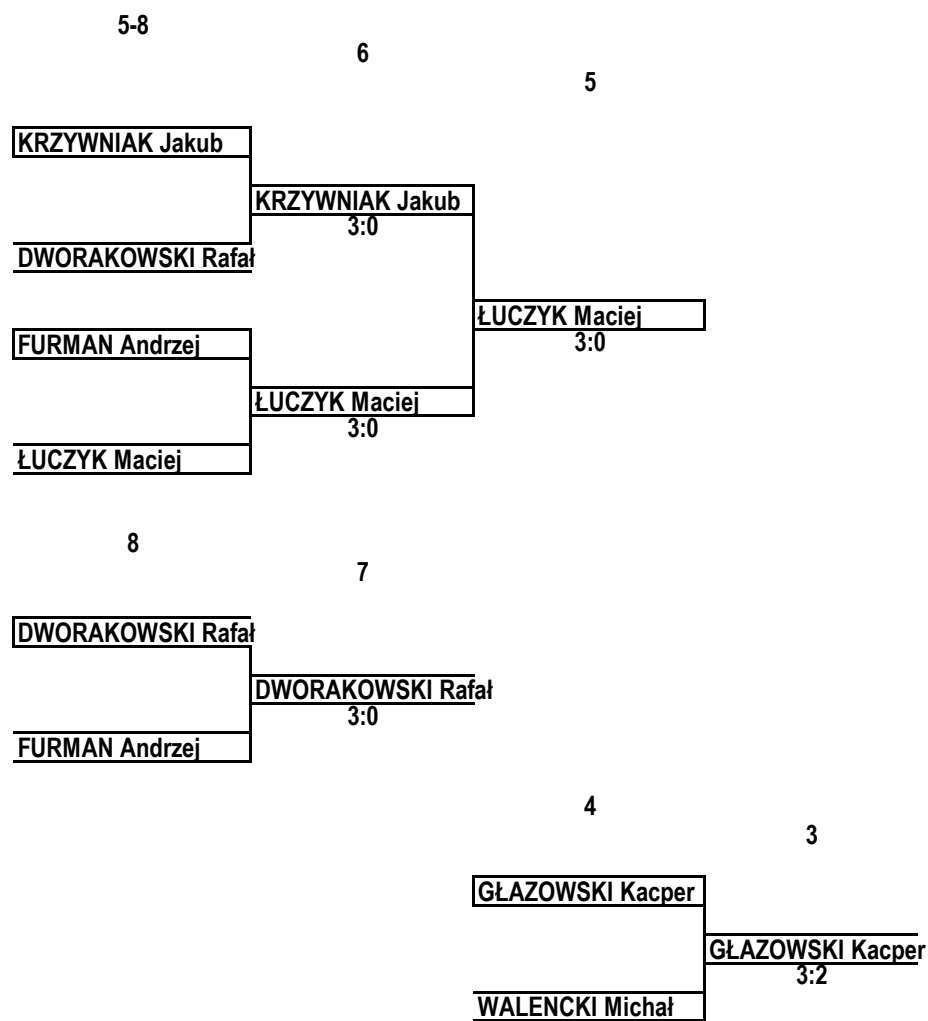 5-8
6
5
KRZYWNIAK Jakub
KRZYWNIAK Jakub
3:0
DWORAKOWSKI Rafał
ŁUCZYK Maciej
3:0
FURMAN Andrzej
ŁUCZYK Maciej
3:0
ŁUCZYK Maciej
8
7
DWORAKOWSKI Rafał
DWORAKOWSKI Rafał
3:0
FURMAN Andrzej
4
3
GŁAZOWSKI Kacper
GŁAZOWSKI Kacper
3:2
WALENCKI Michał